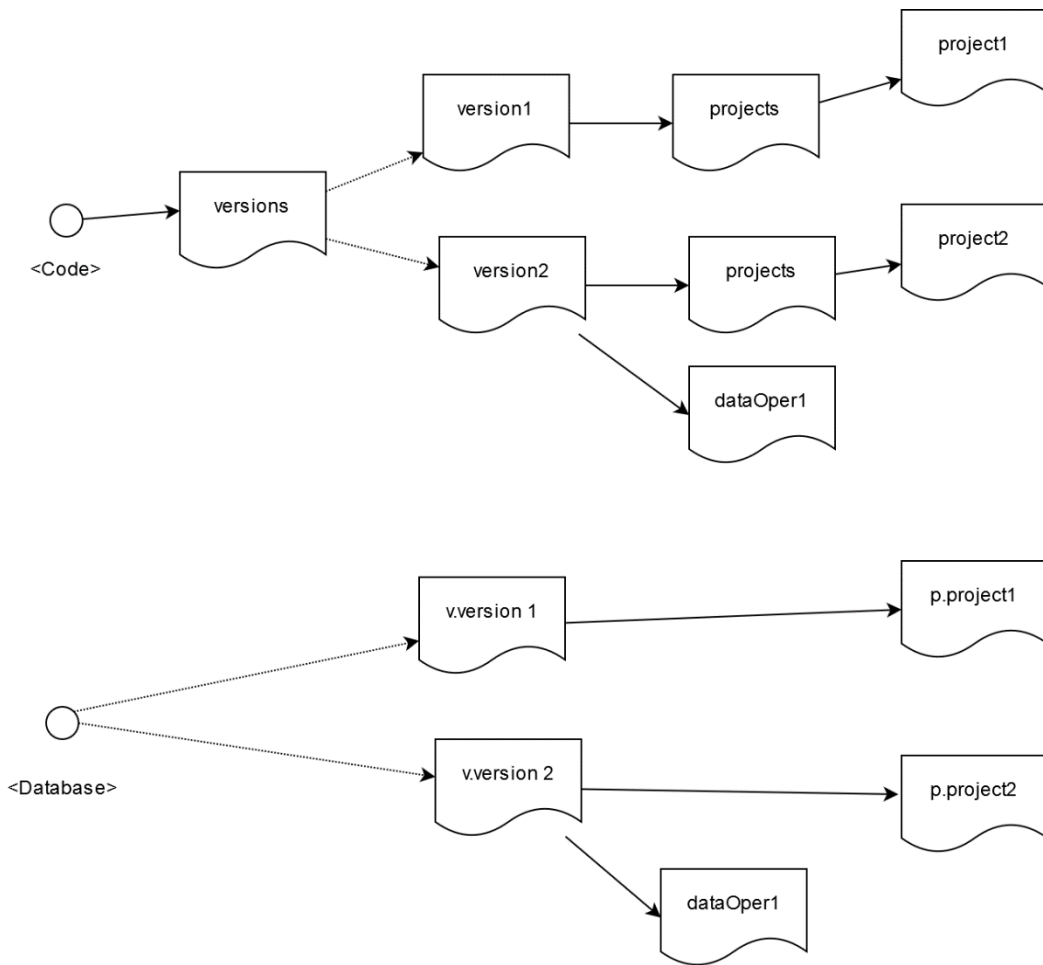 project1
version1
projects
versions
<Code>
project2
version2
projects
dataOper1
p.project1
v.version 1
<Database>
v.version 2
p.project2
dataOper1